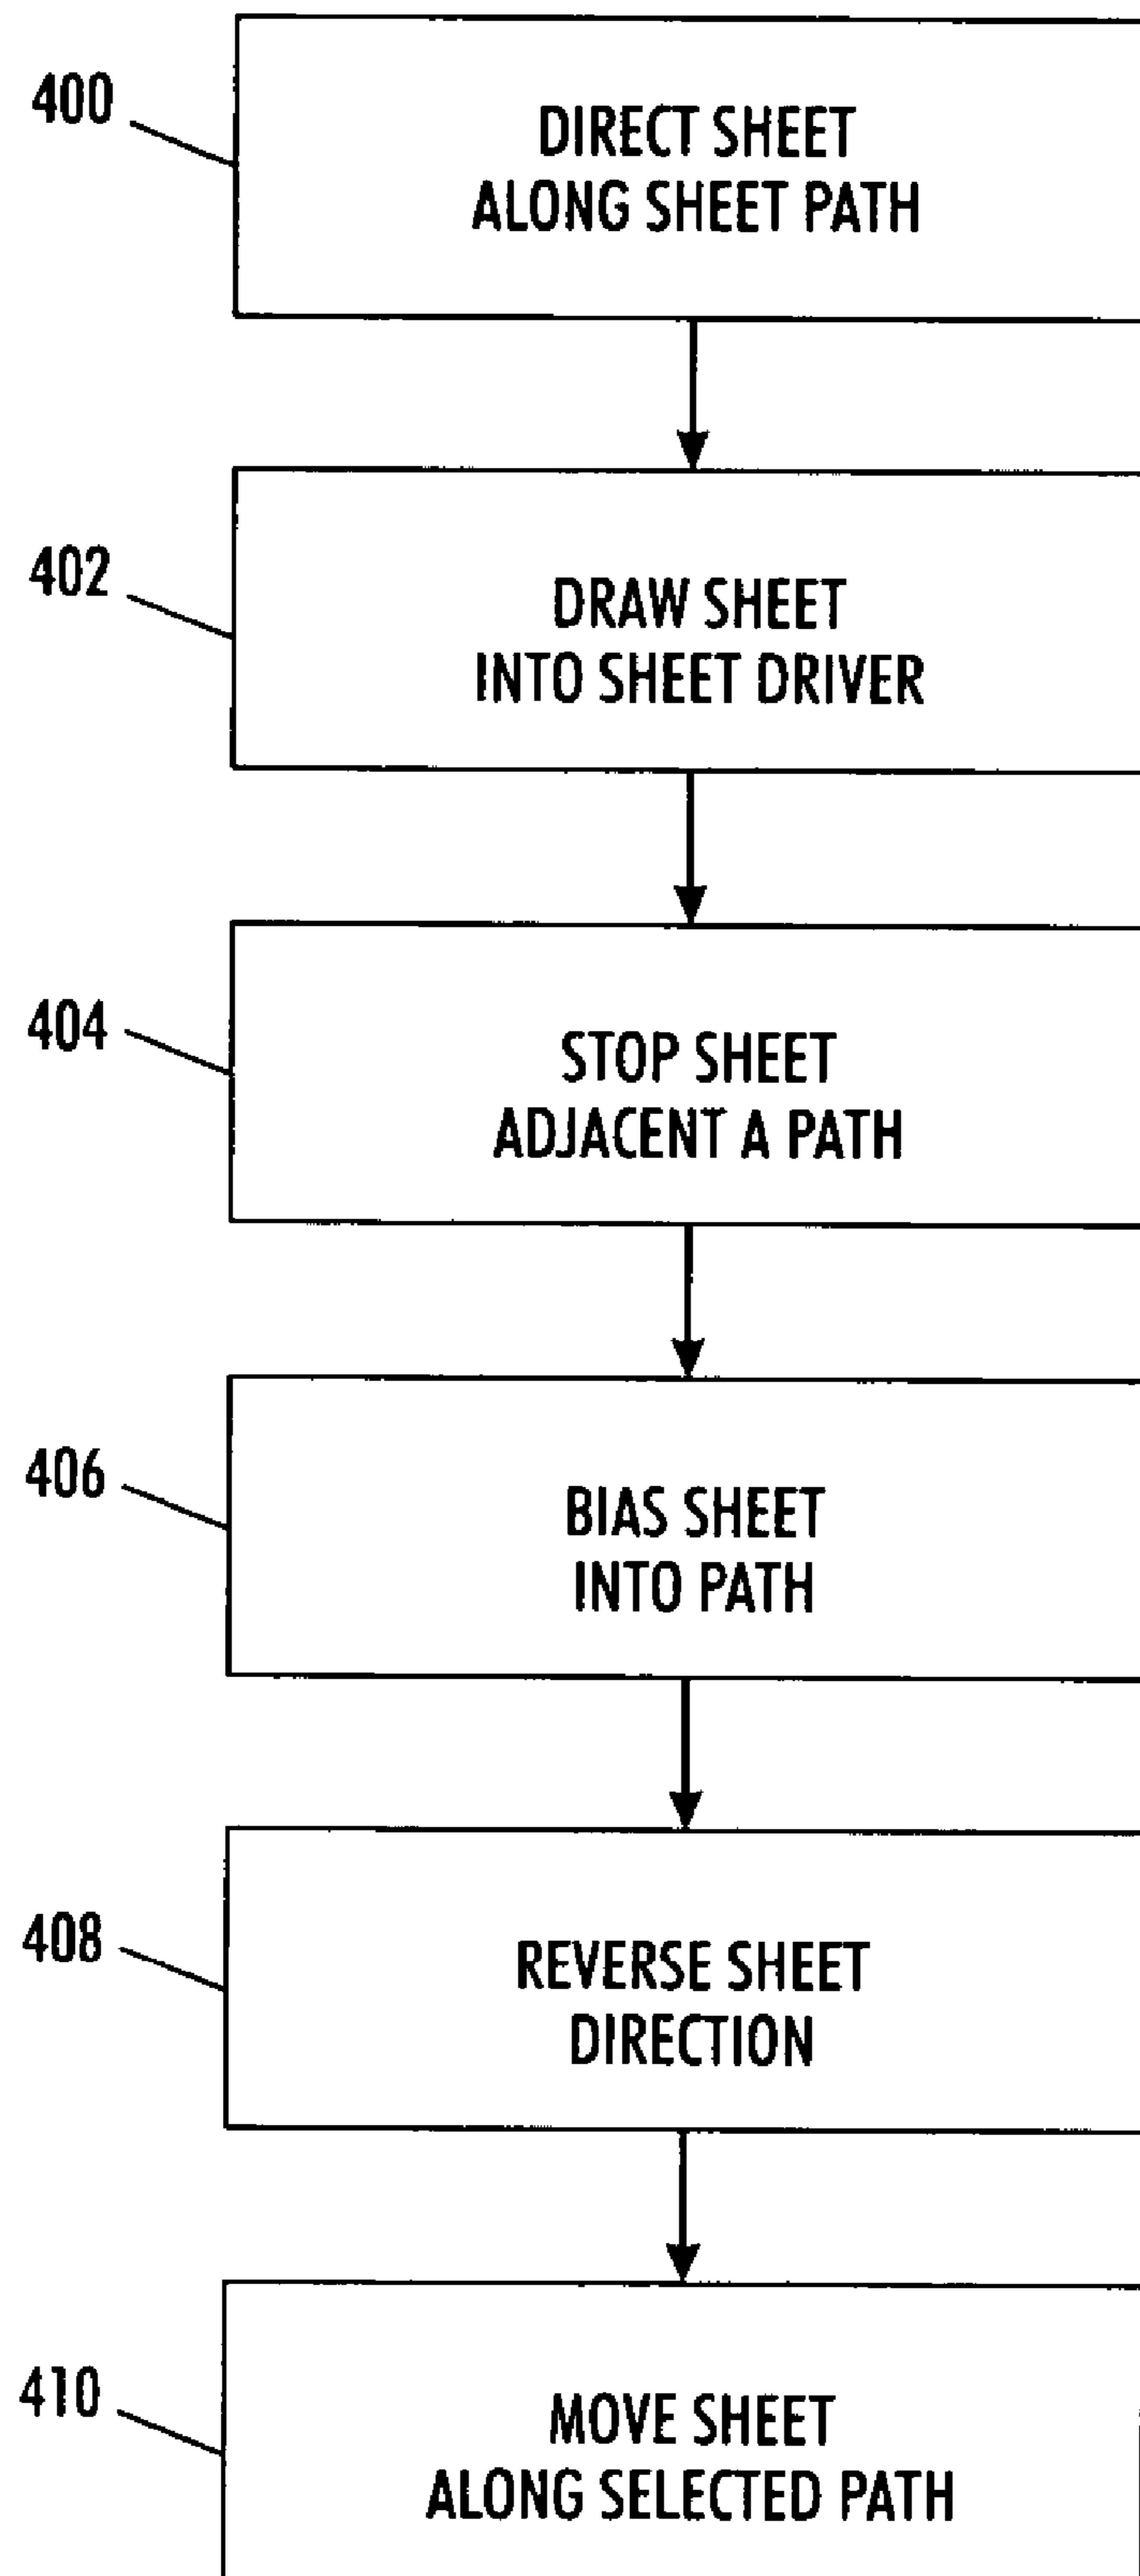 400
DIRECT SHEET
ALONG SHEET PATH
402
DRAW SHEET
INTO SHEET DRIVER
404
STOP SHEET
ADJACENT A PATH
406
BIAS SHEET
INTO PATH
408
REVERSE SHEET
DIRECTION
410
MOVE SHEET
ALONG SELECTED PATH